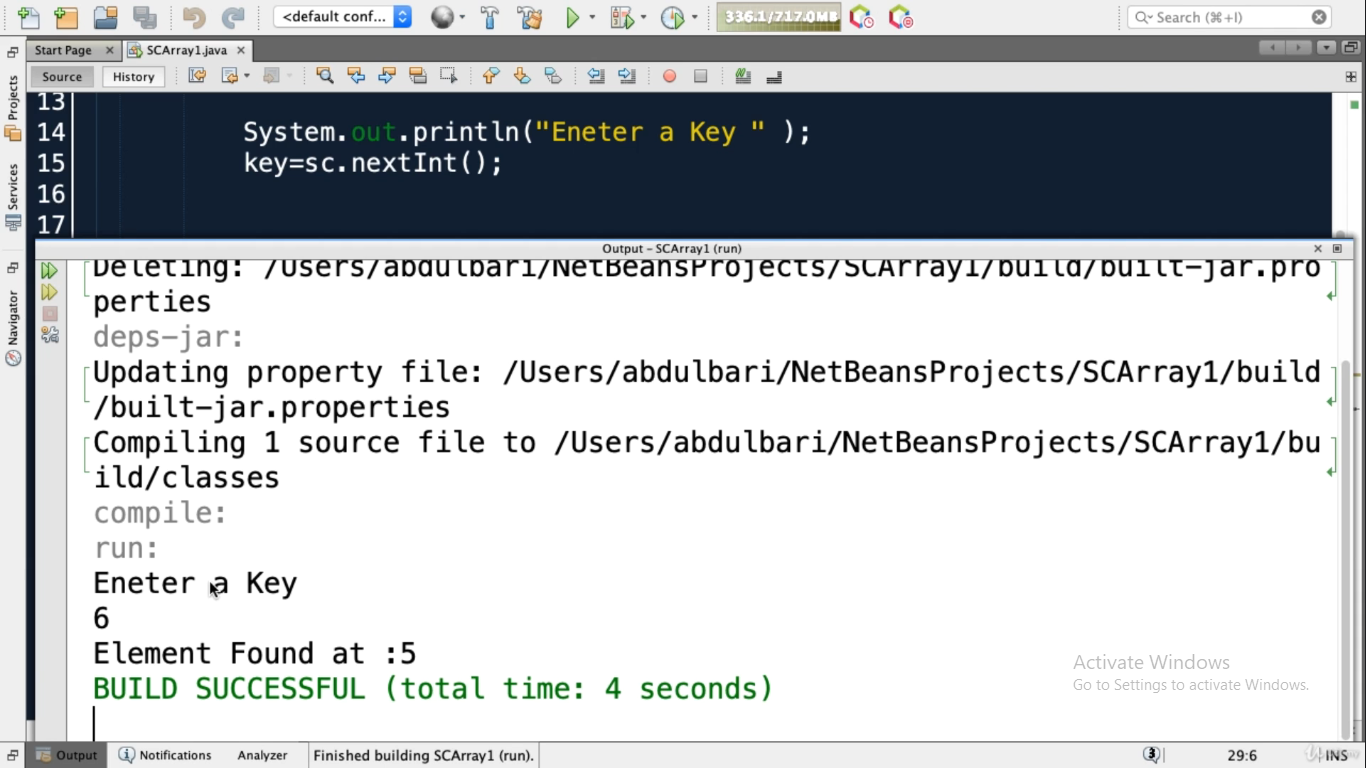 <default conf...
336.1/717.0MB
Search (⌘+I)
Start Page
SCArray1.java
Source
History
Projects
Services
Navigator
13
14 System.out.println("Eneter a Key " );
15 key=sc.nextInt();
16
17
Output - SCArray1 (run)
Deleting: /Users/abdulbari/NetBeansProjects/SCArray1/build/built-jar.pro
perties
deps-jar:
Updating property file: /Users/abdulbari/NetBeansProjects/SCArray1/build
/built-jar.properties
Compiling 1 source file to /Users/abdulbari/NetBeansProjects/SCArray1/bu
ild/classes
compile:
run:
Eneter a Key
6
Element Found at :5
BUILD SUCCESSFUL (total time: 4 seconds)
Activate Windows
Go to Settings to activate Windows.
Output
Notifications
Analyzer
Finished building SCArray1 (run).
3
29:6
INS